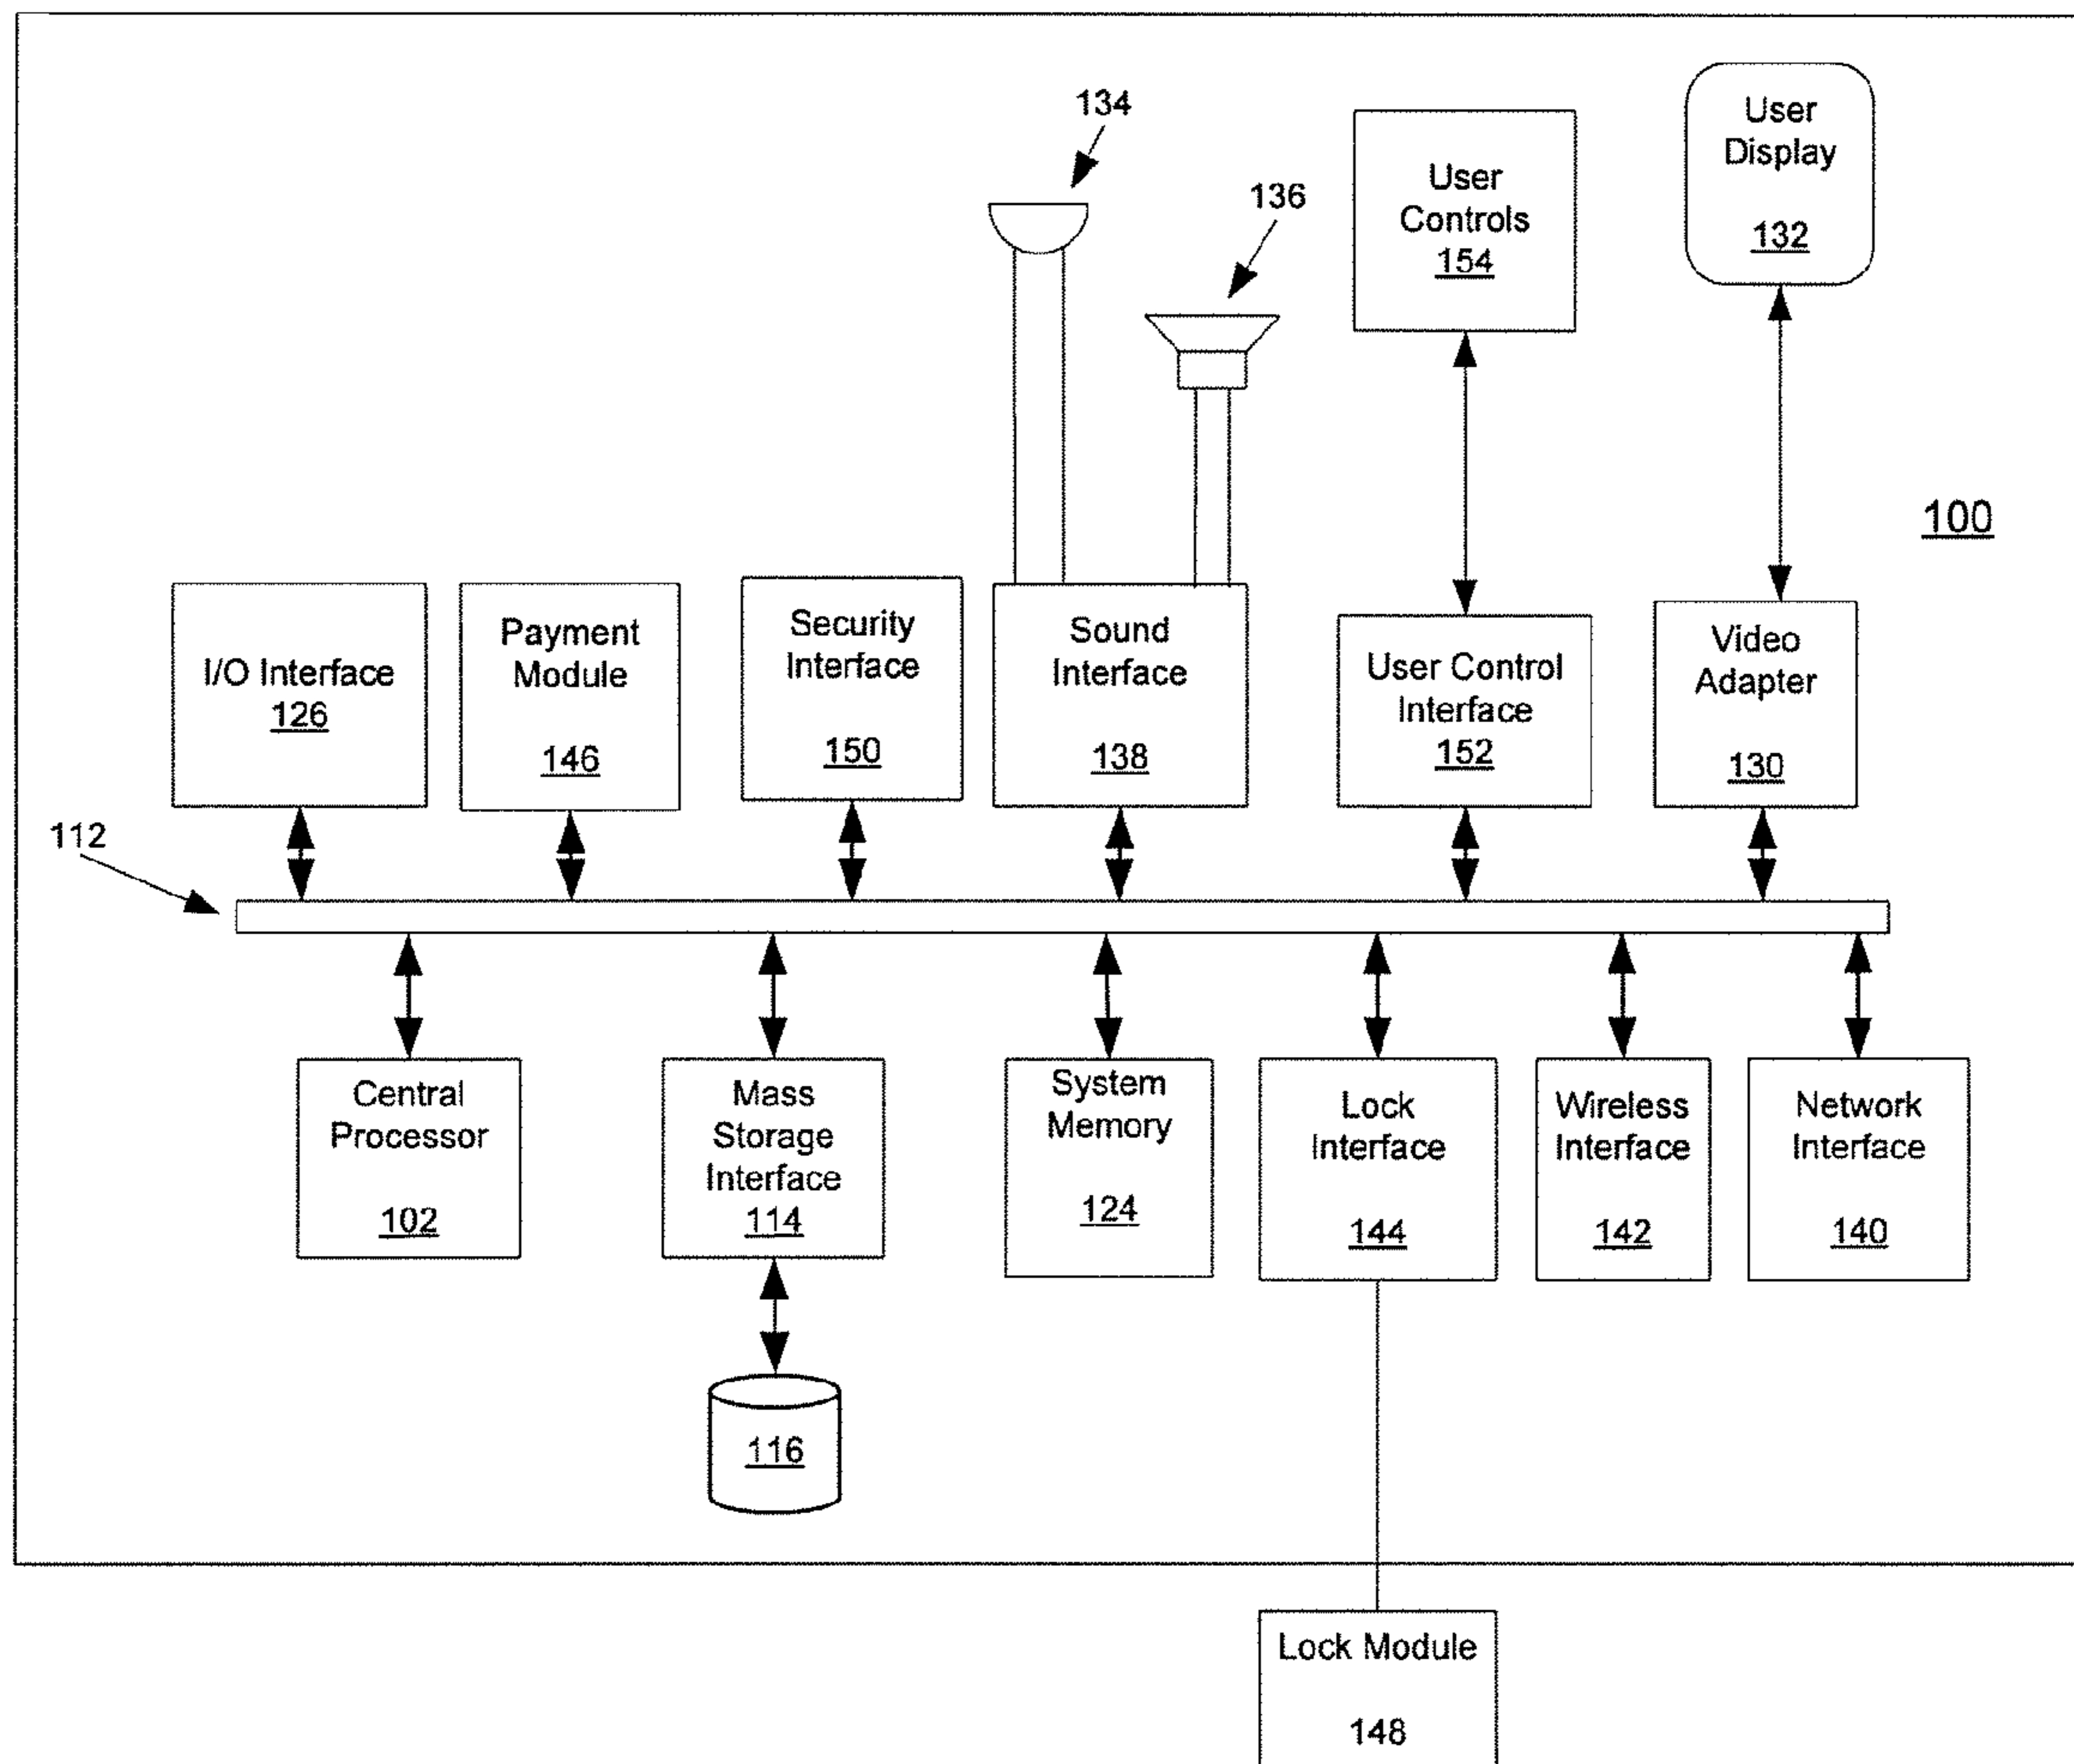 134
136
User
Controls
154
User
Display
132
100
I/O Interface
126
Payment
Module
146
Security
Interface
150
Sound
Interface
138
User Control
Interface
152
Video
Adapter
130
112
Central
Processor
102
Mass
Storage
Interface
114
System
Memory
124
Lock
Interface
144
Wireless
Interface
142
Network
Interface
140
116
Lock Module
148